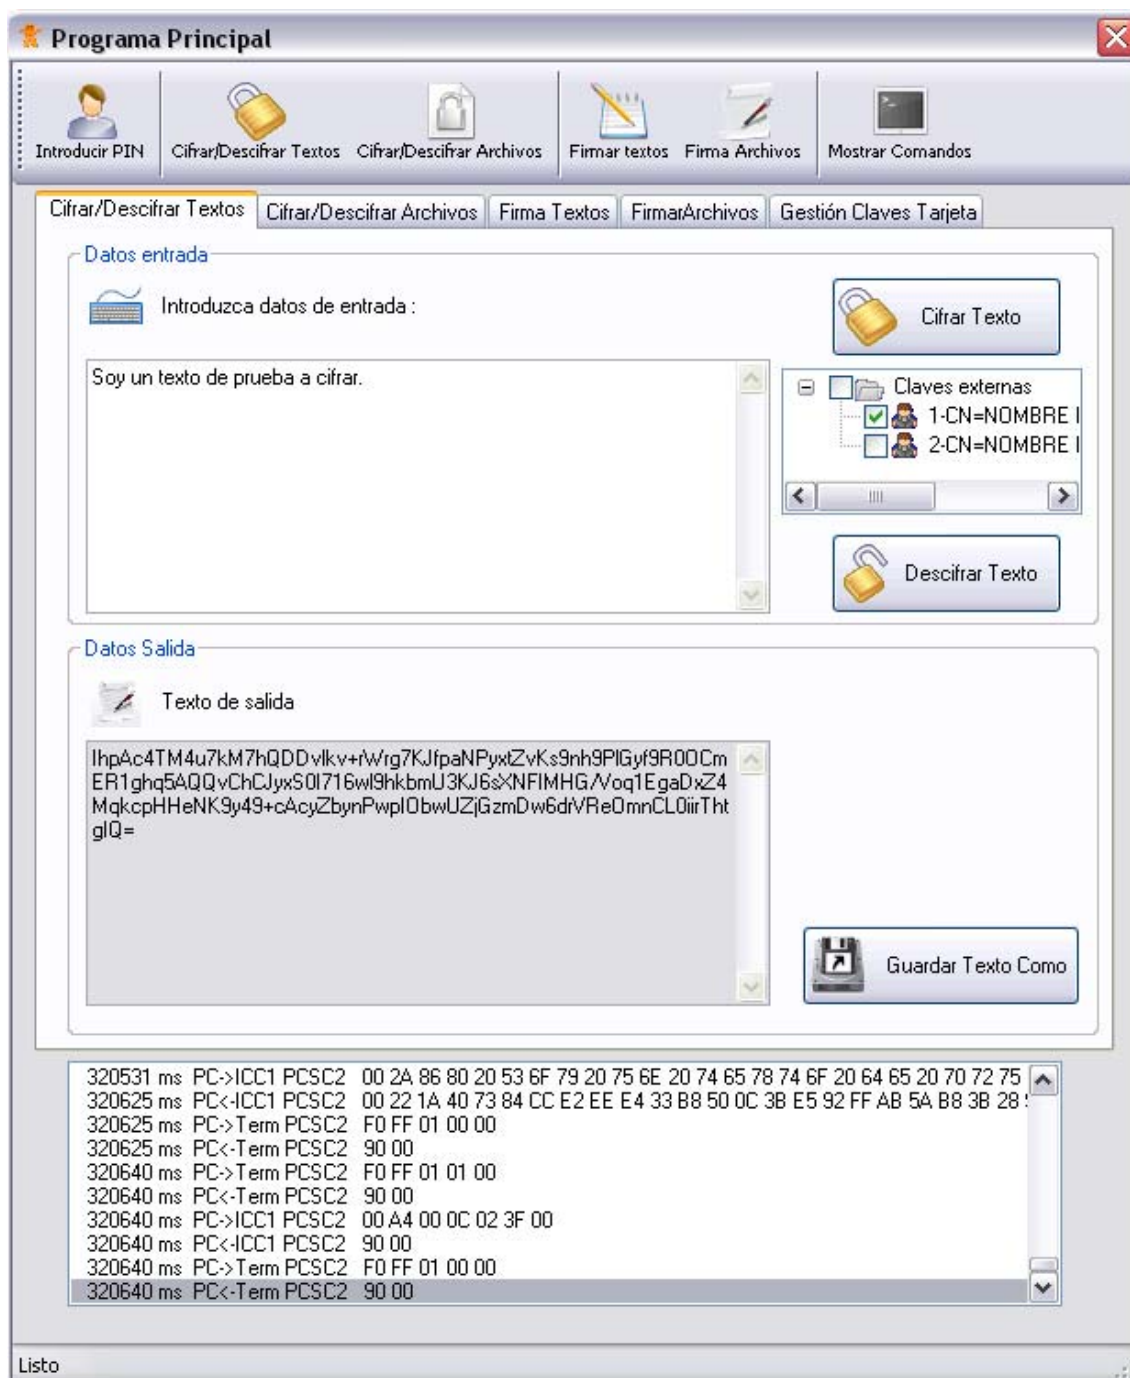 Programa Principal
Introducir PIN
Cifrar/Descifrar Textos
Cifrar/Descifrar Archivos
Firmar textos
Firma Archivos
Mostrar Comandos
Cifrar/Descifrar Textos
Cifrar/Descifrar Archivos
Firma Textos
FirmarArchivos
Gestión Claves Tarjeta
Datos entrada
Introduzca datos de entrada :
Cifrar Texto
Soy un texto de prueba a cifrar.
Claves externas
1-CN=NOMBRE
2-CN=NOMBRE
Descifrar Texto
Datos Salida
Texto de salida
IhpAc4TM4u7kM7hQDDvlkv+rWrg7KJfpaNPyxtZvKs9nh9PlGyf9R0OCm
ER1ghq5AQQvChCJyxS0I716wl9hkbmU3KJ6sXNFIMHG/Voq1EgaDxZ4
MqkcpHHeNK9y49+cAcyZbynPwpIObwUZjGzmDw6drVReOmnCL0iirTht
gIQ=
Guardar Texto Como
320531 ms PC->ICC1 PCSC2 00 2A 86 80 20 53 6F 79 20 75 6E 20 74 65 78 74 6F 20 64 65 20 70 72 75
320625 ms PC<-ICC1 PCSC2 00 22 1A 40 73 84 CC E2 EE E4 33 B8 50 0C 3B E5 92 FF AB 5A B8 3B 28
320625 ms PC->Term PCSC2 F0 FF 01 00 00
320625 ms PC<-Term PCSC2 90 00
320640 ms PC->Term PCSC2 F0 FF 01 01 00
320640 ms PC<-Term PCSC2 90 00
320640 ms PC->ICC1 PCSC2 00 A4 00 0C 02 3F 00
320640 ms PC<-ICC1 PCSC2 90 00
320640 ms PC->Term PCSC2 F0 FF 01 00 00
320640 ms PC<-Term PCSC2 90 00
Listo